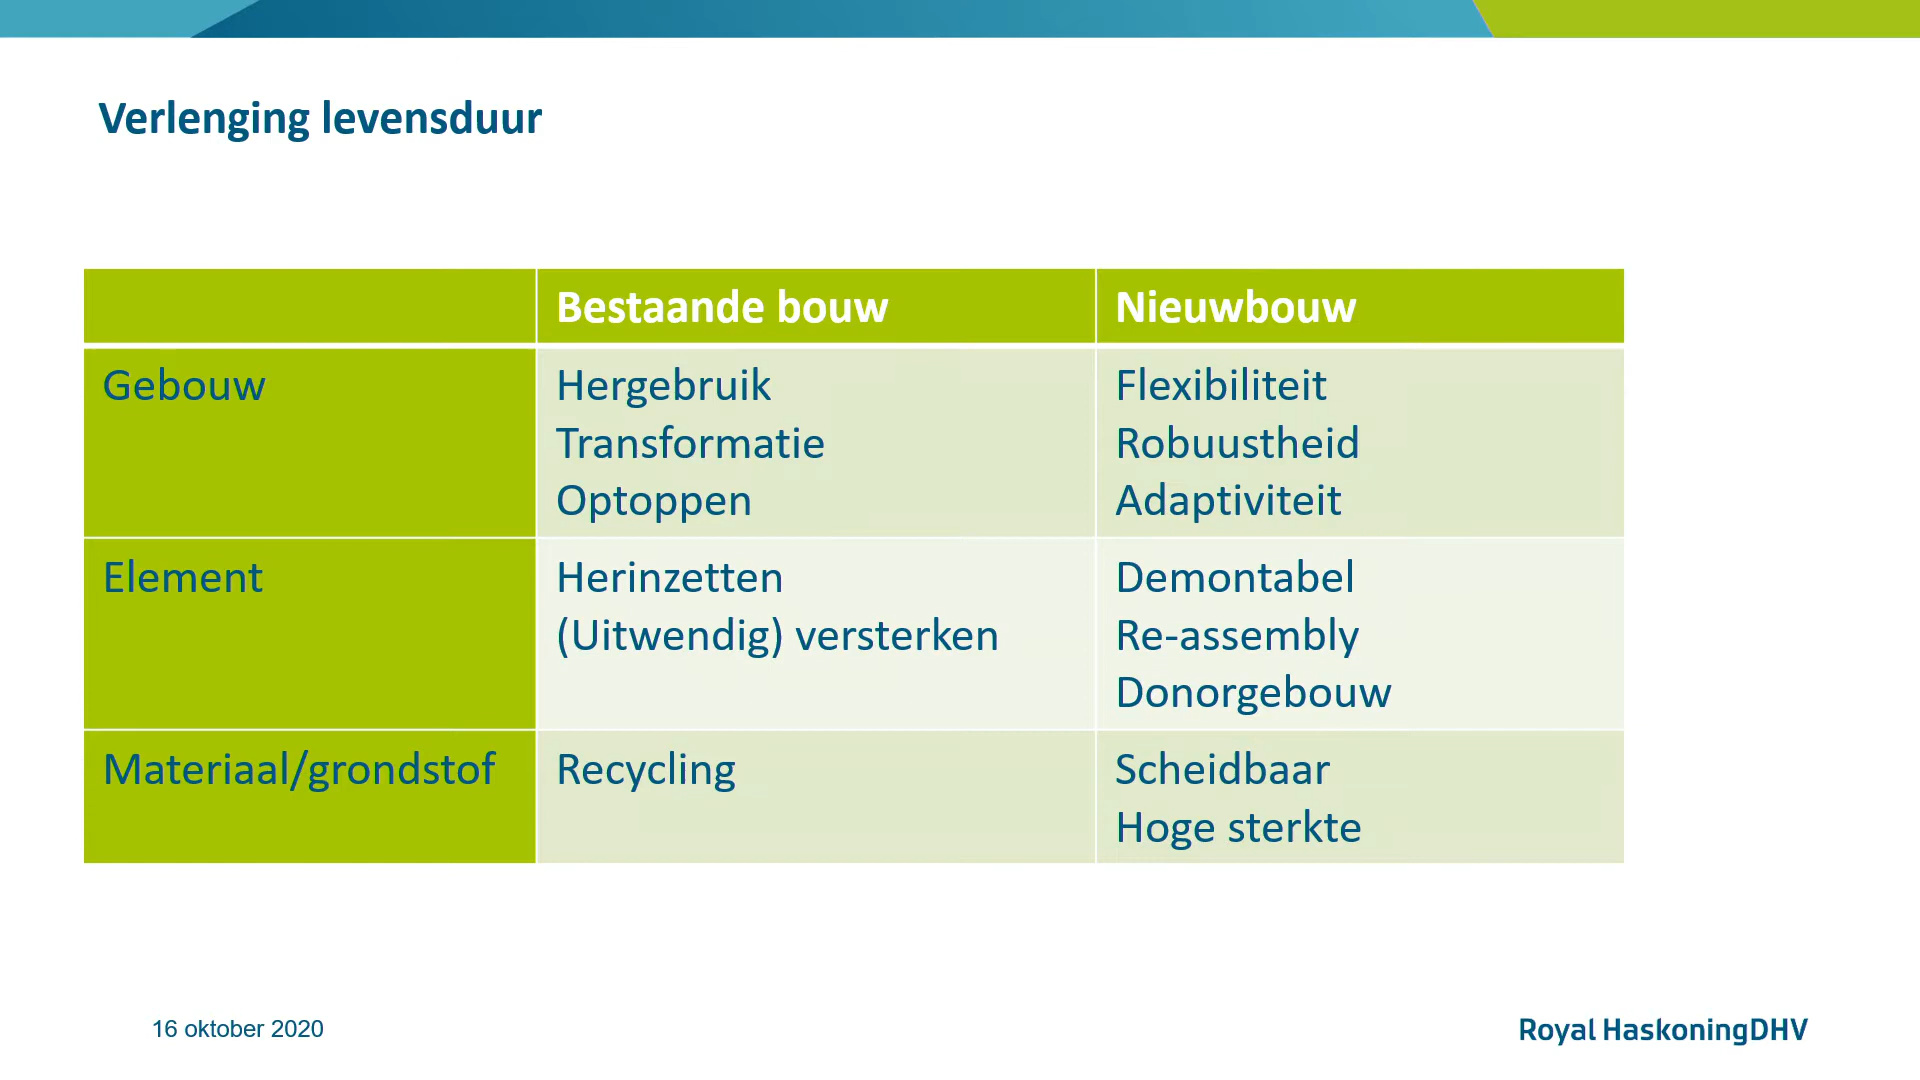 Verlenging levensduur
Bestaande bouw
Nieuwbouw
Gebouw
Hergebruik
Transformatie
Optoppen
Flexibiliteit
Robuustheid
Adaptiviteit
Element
Herinzetten
(Uitwendig) versterken
Demontabel
Re-assembly
Donorgebouw
Materiaal/grondstof
Recycling
Scheidbaar
Hoge sterkte
16 oktober 2020
Royal HaskoningDHV